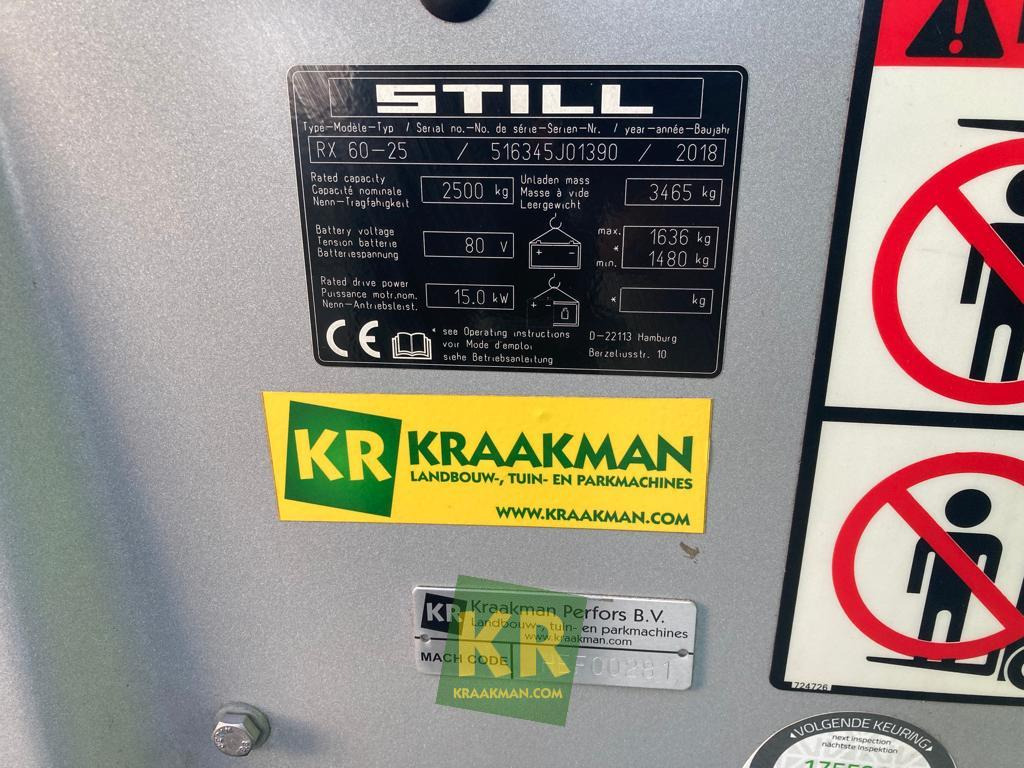 STILL
Type-Modèle-Typ / Serial no.-No. de série-Serien-Nr. / year-année-Baujahr
RX 60-25 / 516345J01390 / 2018
Rated capacity
Capacité nominale
Nenn-Tragfähigkeit
2500 kg
Unladen mass
Masse à vide
Leergewicht
3465 kg
Battery voltage
Tension batterie
Batteriespannung
80 V
+ -
max.
*
min.
1636 kg
1480 kg
Rated drive power
Puissance motr.nom.
Nenn-Antriebsleist.
15.0 kW
+ -
* kg
CE
* see Operating instructions
voir Mode d'emploi
siehe Betriebsanleitung
D-22113 Hamburg
Berzeliusstr. 10
KR KRAAKMAN
LANDBOUW-, TUIN- EN PARKMACHINES
WWW.KRAAKMAN.COM
KR Kraakman Perfors B.V.
Landbouw-, tuin- en parkmachines
www.kraakman.com
MACH CODE F00281
KR
KRAAKMAN.COM
724726
VOLGENDE KEURING
next inspection
nächste Inspektion